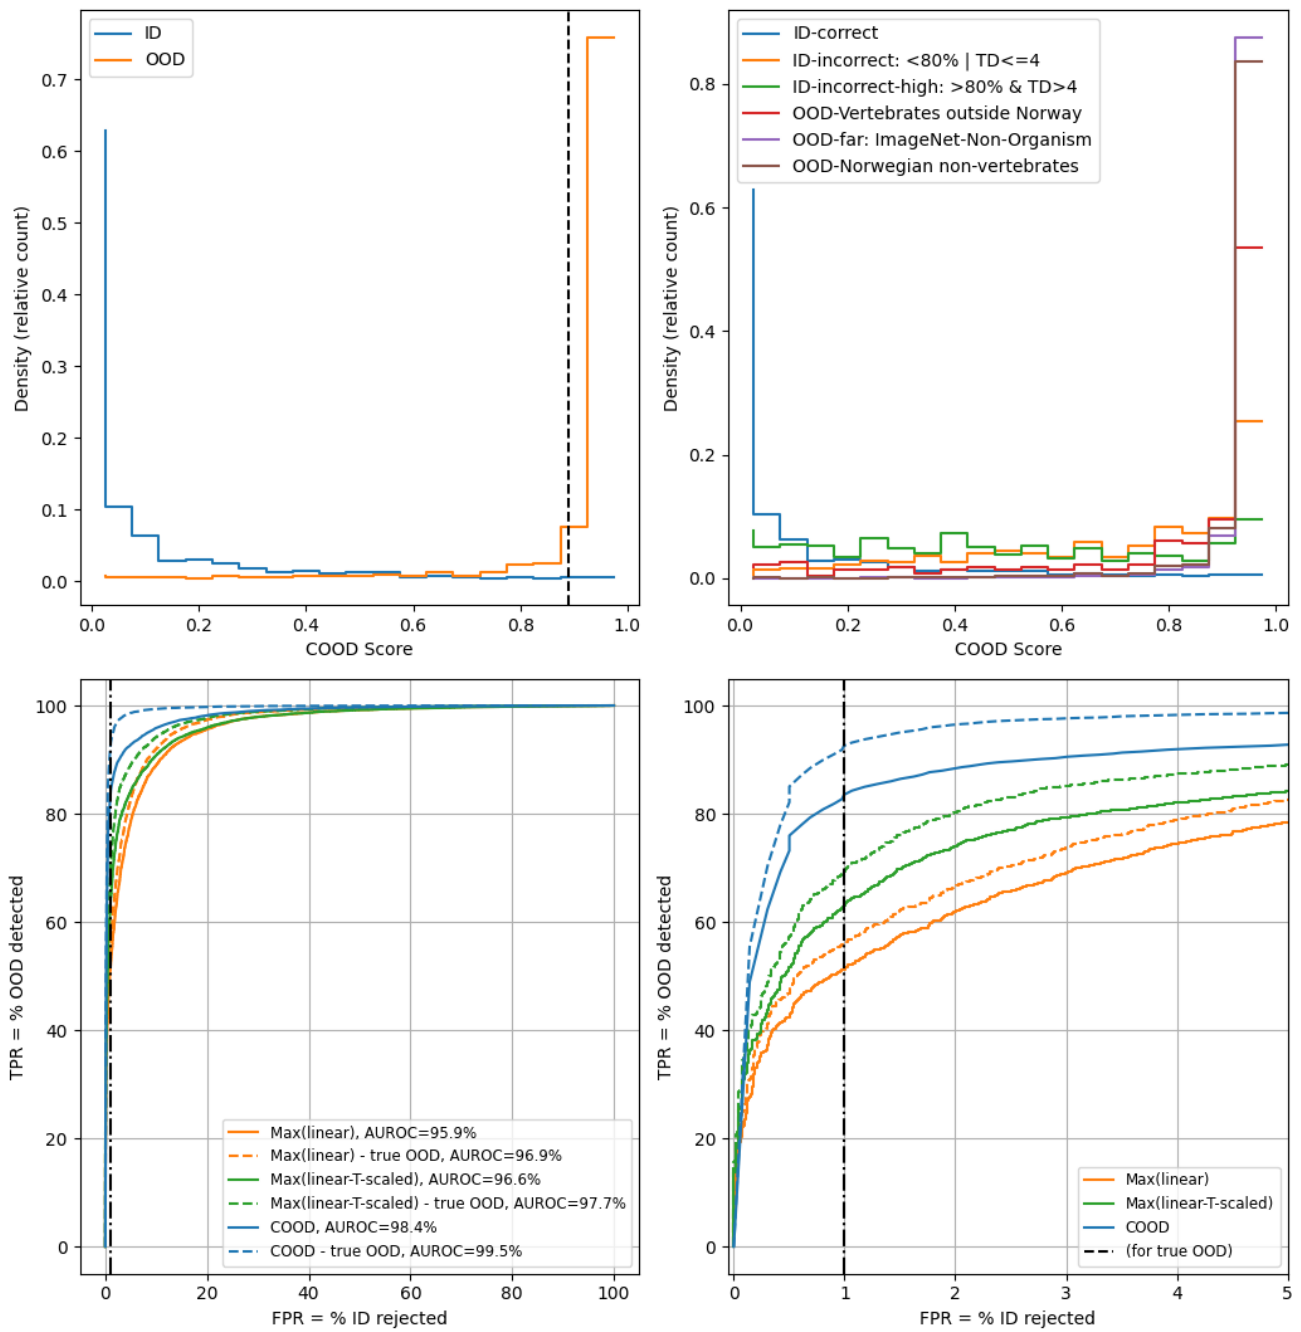 ID
OOD
0.7
0.6
0.5
0.4
0.3
0.2
0.1
0.0
Density (relative count)
0.0 0.2 0.4 0.6 0.8 1.0
COOD Score
ID-correct
ID-incorrect: <80% | TD<=4
ID-incorrect-high: >80% & TD>4
OOD-Vertebrates outside Norway
OOD-far: ImageNet-Non-Organism
OOD-Norwegian non-vertebrates
0.8
0.6
0.4
0.2
0.0
Density (relative count)
0.0 0.2 0.4 0.6 0.8 1.0
COOD Score
100
80
60
40
20
0
TPR = % OOD detected
Max(linear), AUROC=95.9%
Max(linear) - true OOD, AUROC=96.9%
Max(linear-T-scaled), AUROC=96.6%
Max(linear-T-scaled) - true OOD, AUROC=97.7%
COOD, AUROC=98.4%
COOD - true OOD, AUROC=99.5%
0 20 40 60 80 100
FPR = % ID rejected
100
80
60
40
20
0
TPR = % OOD detected
Max(linear)
Max(linear-T-scaled)
COOD
(for true OOD)
0 1 2 3 4 5
FPR = % ID rejected